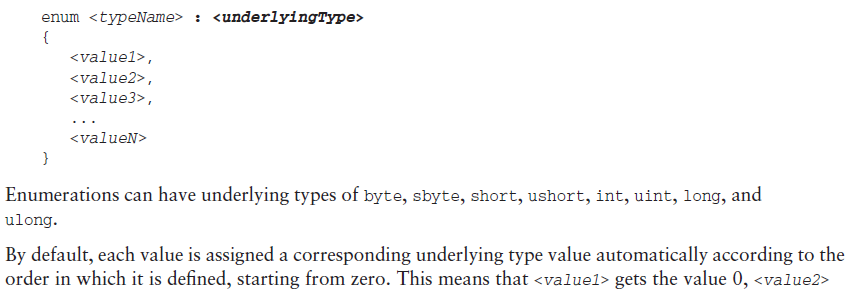 enum <typeName> : <underlyingType>
{
<value1>,
<value2>,
<value3>,
...
<valueN>
}
Enumerations can have underlying types of byte, sbyte, short, ushort, int, uint, long, and
ulong.
By default, each value is assigned a corresponding underlying type value automatically according to the
order in which it is defined, starting from zero. This means that <value1> gets the value 0, <value2>